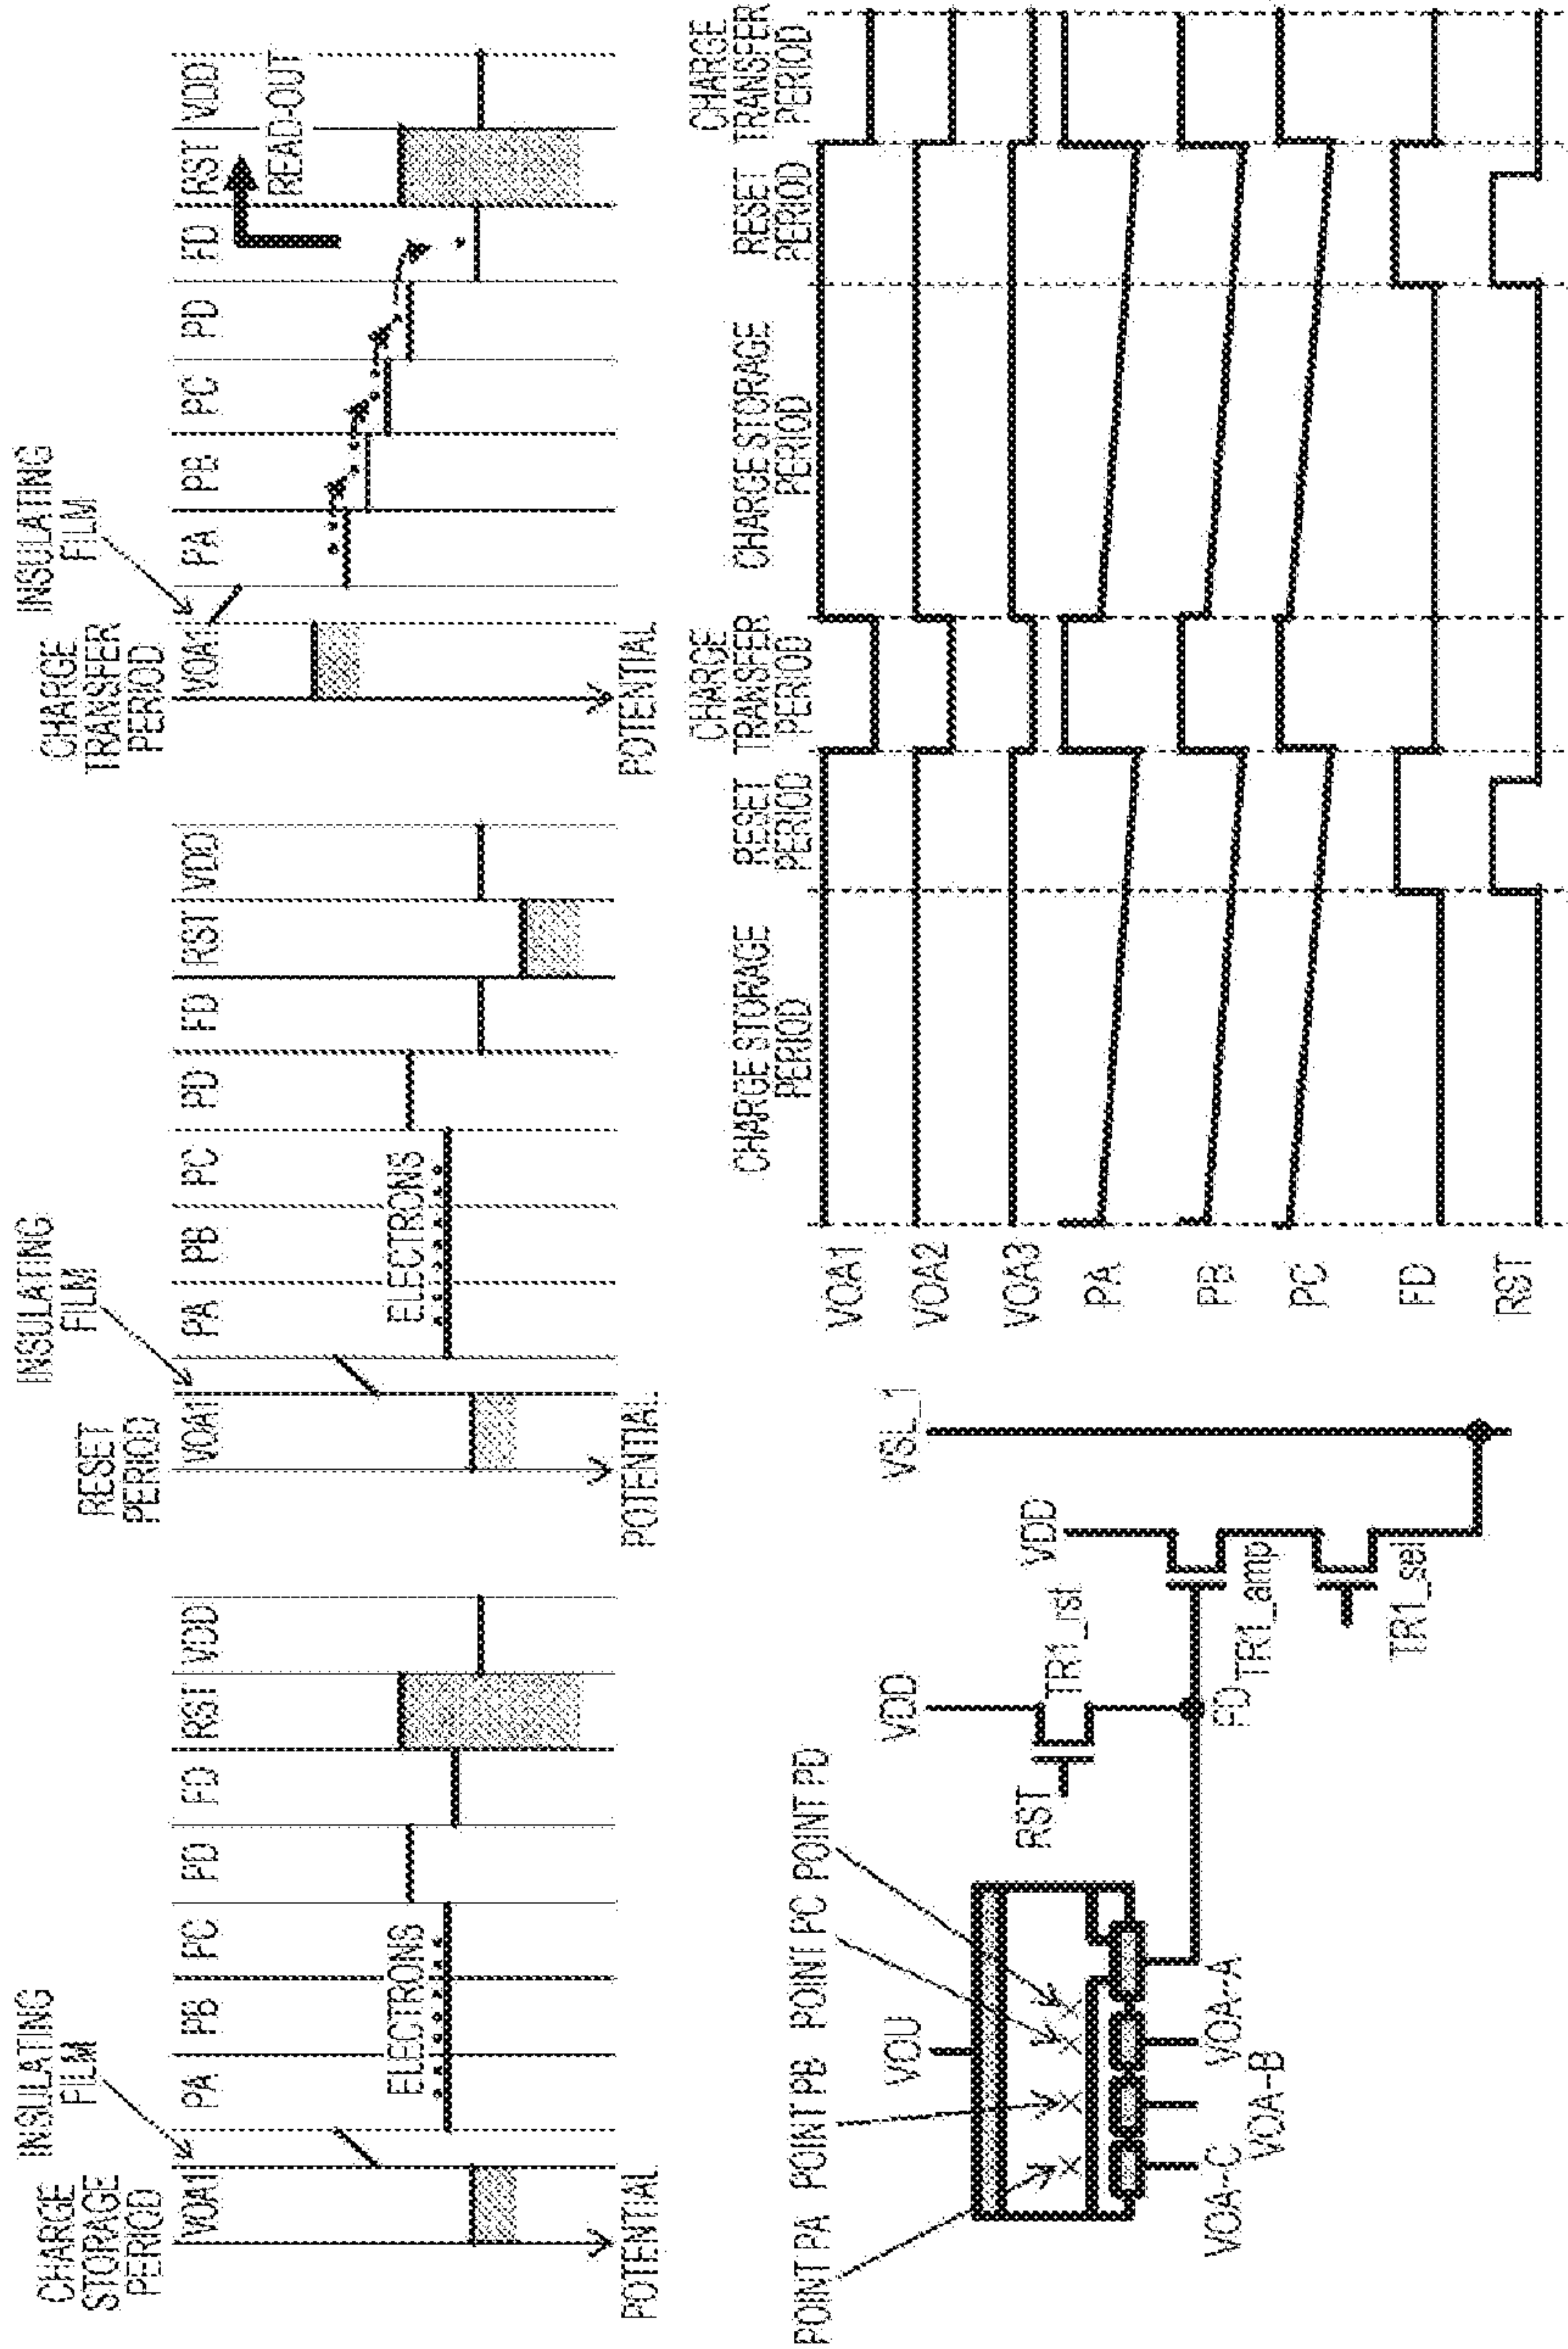 CHARGE
STORAGE
PERIOD
INSULATING
FILM
VOA1 PA PB PC FD FD RST VDD
ELECTRONS
POTENTIAL
RESET
PERIOD
INSULATING
FILM
VOA1 PA PB PC PD FD RST VDD
ELECTRONS
POTENTIAL
CHARGE
TRANSFER
PERIOD
INSULATING
FILM
VOA1 PA PB PC PD FD RST VDD
READ-OUT
POTENTIAL
POINT PA POINT PB POINT PC POINT PD
VOU
VOA-C
VOA-B
VOA-A
RST
VDD
TR1_rst
FD
VDD
TR1_amp
TR1_sel
VSL_1
CHARGE STORAGE
PERIOD
RESET
PERIOD
CHARGE
TRANSFER
PERIOD
CHARGE STORAGE
PERIOD
RESET
PERIOD
CHARGE
TRANSFER
PERIOD
VOA1
VOA2
VOA3
PA
PB
PC
FD
RST